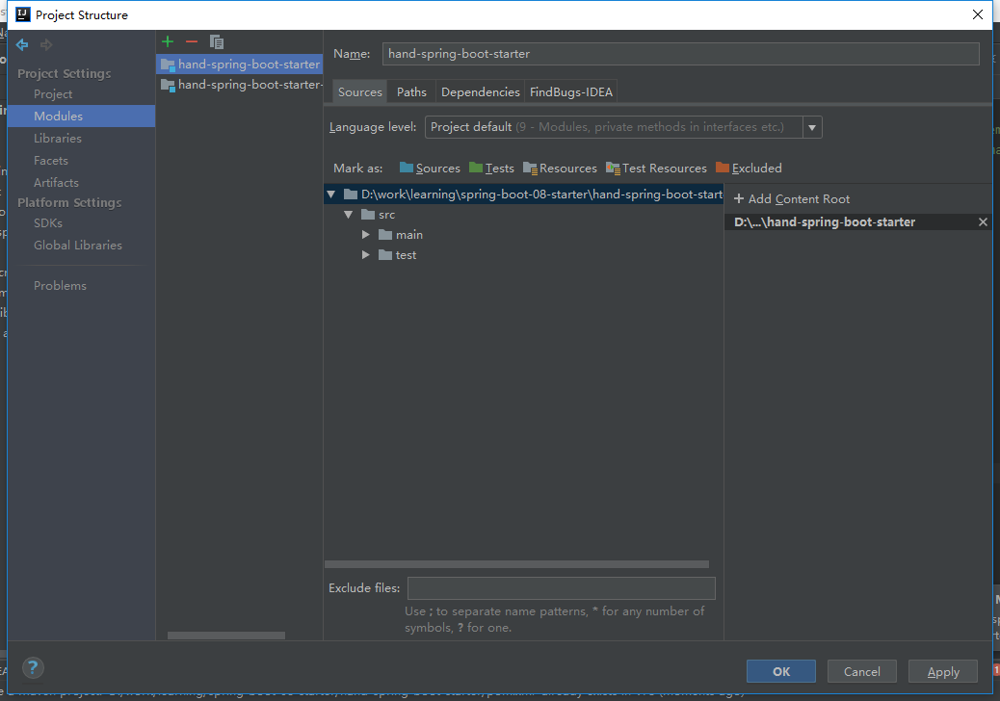 Project Structure
Project Settings
Project
Modules
Libraries
Facets
Artifacts
Platform Settings
SDKs
Global Libraries
Problems
hand-spring-boot-starter
hand-spring-boot-starter-
Name: hand-spring-boot-starter
Sources Paths Dependencies FindBugs-IDEA
Language level: Project default (9 - Modules, private methods in interfaces etc.)
Mark as: Sources Tests Resources Test Resources Excluded
D:\work\learning\spring-boot-08-starter\hand-spring-boot-start
src
main
test
+ Add Content Root
D:\...\hand-spring-boot-starter
Exclude files:
Use ; to separate name patterns, * for any number of
symbols, ? for one.
?
OK Cancel Apply